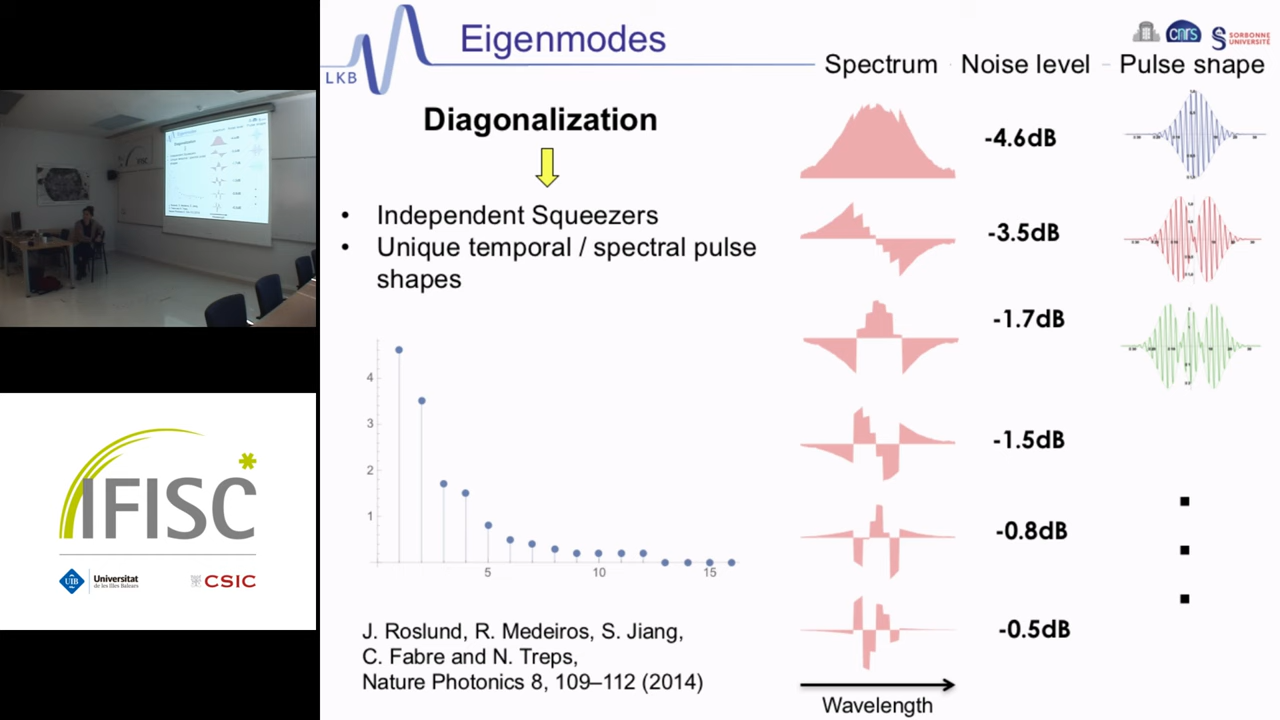 LKB
Eigenmodes
cnrs
SORBONNE
UNIVERSITÉ
Spectrum
Noise level
Pulse shape
Diagonalization
• Independent Squeezers
• Unique temporal / spectral pulse
shapes
-4.6dB
-3.5dB
-1.7dB
-1.5dB
-0.8dB
-0.5dB
4
3
2
1
5
10
15
J. Roslund, R. Medeiros, S. Jiang,
C. Fabre and N. Treps,
Nature Photonics 8, 109–112 (2014)
Wavelength
IFISC
UIB
Universitat
de les Illes Balears
CSIC